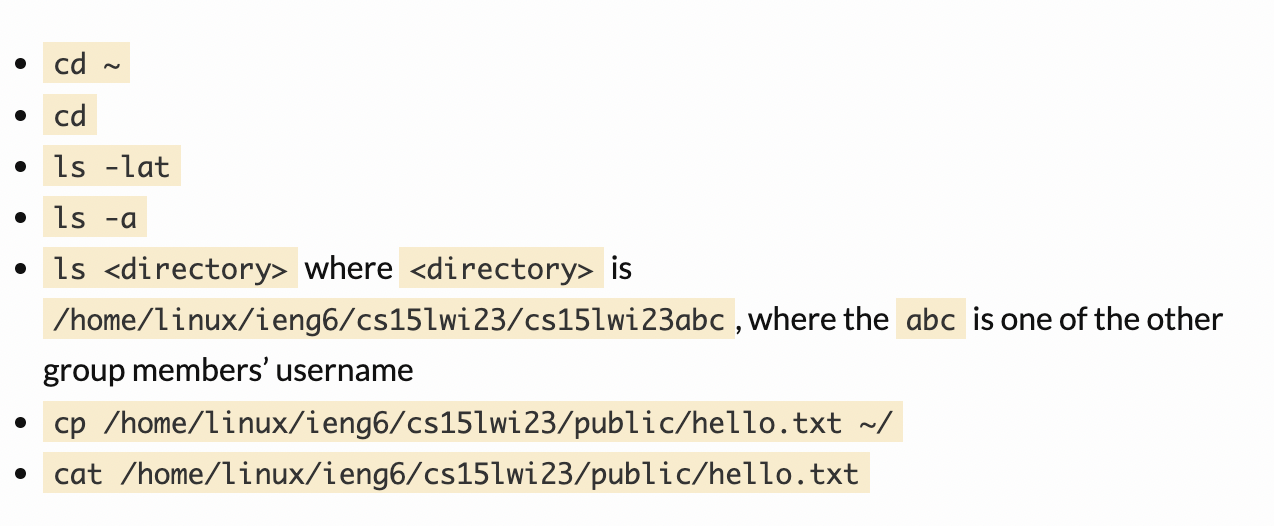 cd ~
cd
ls -lat
ls -a
ls <directory> where <directory> is
/home/linux/ieng6/cs15lwi23/cs15lwi23abc, where the abc is one of the other
group members’ username
cp /home/linux/ieng6/cs15lwi23/public/hello.txt ~/
cat /home/linux/ieng6/cs15lwi23/public/hello.txt